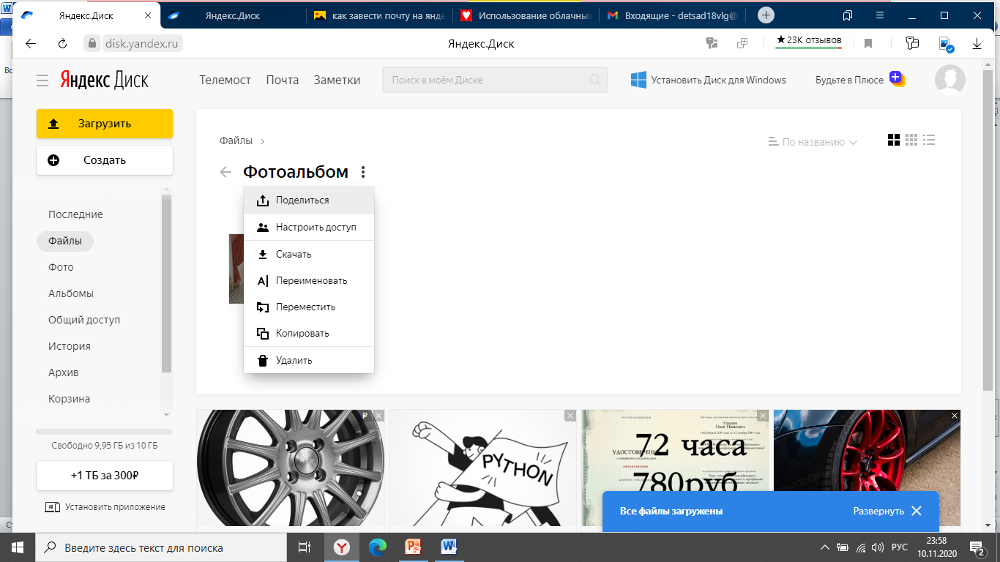 Яндекс.Диск
Яндекс.Диск
как завести почту на янде
Использование облачных
Входящие - detsad18vlg@
disk.yandex.ru
Яндекс.Диск
★23K отзывов
Яндекс Диск
Телемост
Почта
Заметки
Поиск в моём Диске
Установить Диск для Windows
Будьте в Плюсе
Загрузить
Создать
Последние
Файлы
Фото
Альбомы
Общий доступ
История
Архив
Корзина
Свободно 9,95 ГБ из 10 ГБ
+1 ТБ за 300₽
Установить приложение
Файлы
По названию
Фотоальбом
Поделиться
Настроить доступ
Скачать
Переименовать
Переместить
Копировать
Удалить
₽
PYTHON
72 часа
УДОСТОВЕРЕНИ
780руб
Все файлы загружены
Развернуть
Введите здесь текст для поиска
РУС
23:58
10.11.2020
2